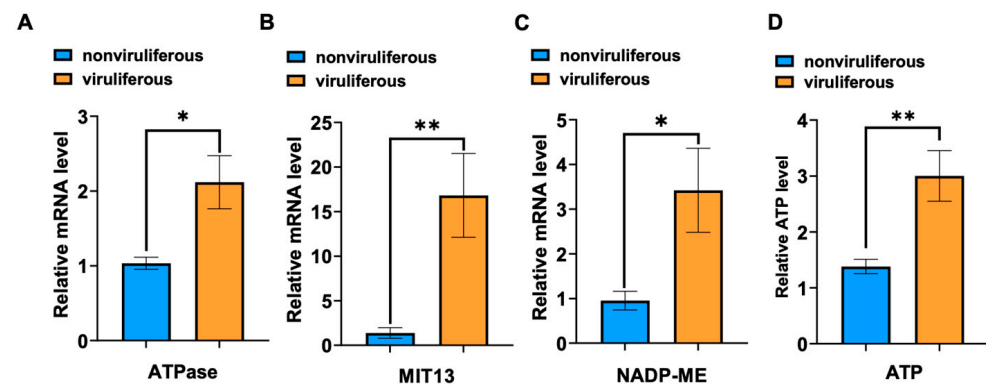 A
nonviruliferous
viruliferous
Relative mRNA level
3
2
1
0
*
ATPase
B
nonviruliferous
viruliferous
Relative mRNA level
25
20
15
10
5
0
**
MIT13
C
nonviruliferous
viruliferous
Relative mRNA level
5
4
3
2
1
0
*
NADP-ME
D
nonviruliferous
viruliferous
Relative ATP level
4
3
2
1
0
**
ATP